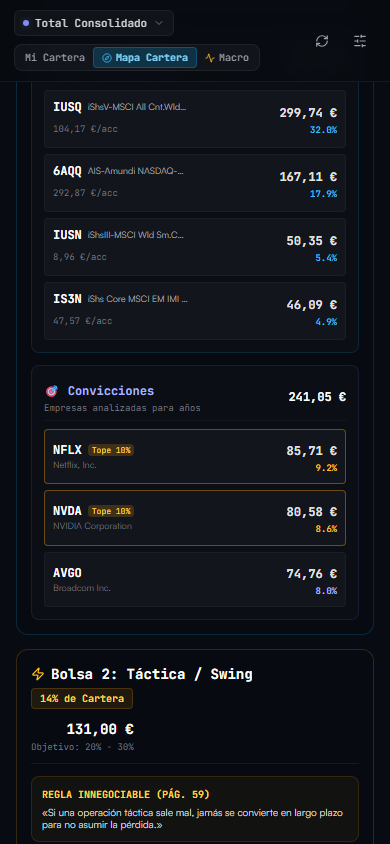 Total Consolidado
Mi Cartera Mapa Cartera Macro
IUSQ iShsV-MSCI All Cnt.Wld... 299,74 €
104,17 €/acc 32.0%
6AQQ AIS-Amundi NASDAQ-... 167,11 €
292,87 €/acc 17.9%
IUSN iShsIII-MSCI Wld Sm.C... 50,35 €
8,96 €/acc 5.4%
IS3N iShs Core MSCI EM IMI ... 46,09 €
47,57 €/acc 4.9%
Convicciones 241,05 €
Empresas analizadas para años
NFLX Tope 10% 85,71 €
Netflix, Inc. 9.2%
NVDA Tope 10% 80,58 €
NVIDIA Corporation 8.6%
AVGO 74,76 €
Broadcom Inc. 8.0%
Bolsa 2: Táctica / Swing
14% de Cartera
131,00 €
Objetivo: 20% - 30%
REGLA INNEGOCIABLE (PÁG. 59)
«Si una operación táctica sale mal, jamás se convierte en largo plazo
para no asumir la pérdida.»